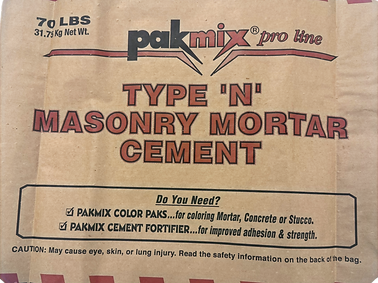 70 LBS
31.75 Kg Net Wt.
pakmix® pro line
TYPE 'N'
MASONRY MORTAR
CEMENT
Do You Need?
☑ PAKMIX COLOR PAKS...for coloring Mortar, Concrete or Stucco.
☑ PAKMIX CEMENT FORTIFIER...for improved adhesion & strength.
CAUTION: May cause eye, skin, or lung injury. Read the safety information on the back of the bag.